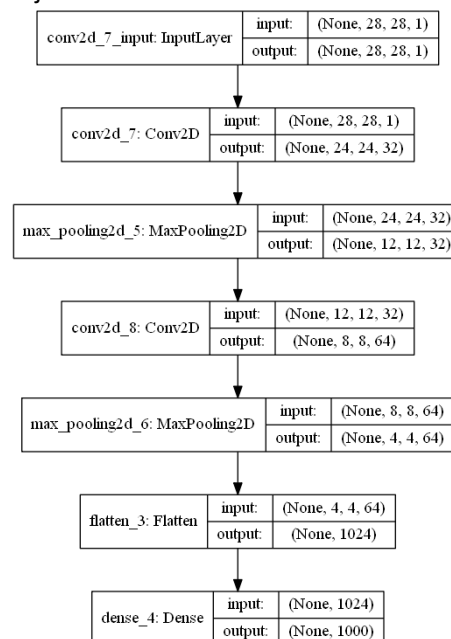 conv2d_7_input: InputLayer
input: (None, 28, 28, 1)
output: (None, 28, 28, 1)
conv2d_7: Conv2D
input: (None, 28, 28, 1)
output: (None, 24, 24, 32)
max_pooling2d_5: MaxPooling2D
input: (None, 24, 24, 32)
output: (None, 12, 12, 32)
conv2d_8: Conv2D
input: (None, 12, 12, 32)
output: (None, 8, 8, 64)
max_pooling2d_6: MaxPooling2D
input: (None, 8, 8, 64)
output: (None, 4, 4, 64)
flatten_3: Flatten
input: (None, 4, 4, 64)
output: (None, 1024)
dense_4: Dense
input: (None, 1024)
output: (None, 1000)